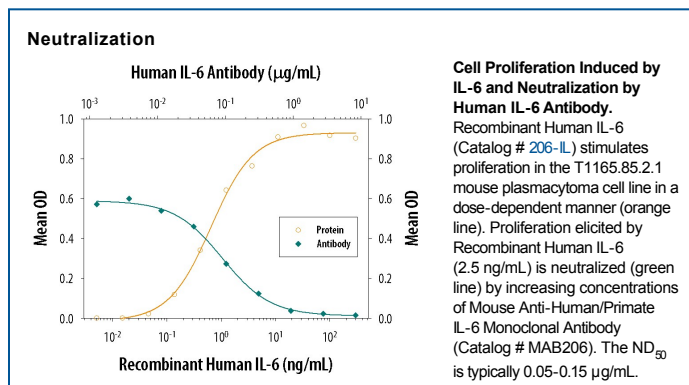 Neutralization
Human IL-6 Antibody (µg/mL)
10⁻³ 10⁻² 10⁻¹ 10⁰ 10¹
1.0 1.0
0.8 0.8
0.6 0.6
0.4 0.4
0.2 0.2
0.0 0.0
Mean OD
Mean OD
Protein
Antibody
10⁻² 10⁻¹ 10⁰ 10¹ 10²
Recombinant Human IL-6 (ng/mL)
Cell Proliferation Induced by
IL-6 and Neutralization by
Human IL-6 Antibody.
Recombinant Human IL-6
(Catalog # 206-IL) stimulates
proliferation in the T1165.85.2.1
mouse plasmacytoma cell line in a
dose-dependent manner (orange
line). Proliferation elicited by
Recombinant Human IL-6
(2.5 ng/mL) is neutralized (green
line) by increasing concentrations
of Mouse Anti-Human/Primate
IL-6 Monoclonal Antibody
(Catalog # MAB206). The ND₅₀
is typically 0.05-0.15 µg/mL.